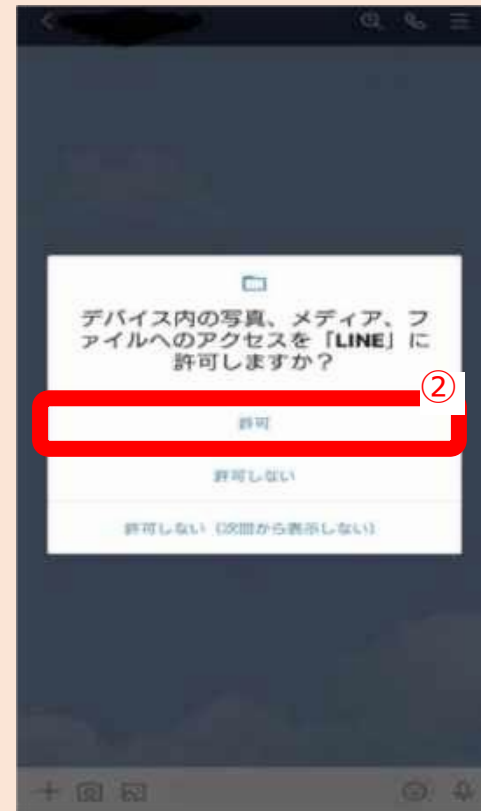 デバイス内の写真、メディア、フ
ァイルへのアクセスを「LINE」に
許可しますか？
②
許可
許可しない
許可しない（次回から表示しない）